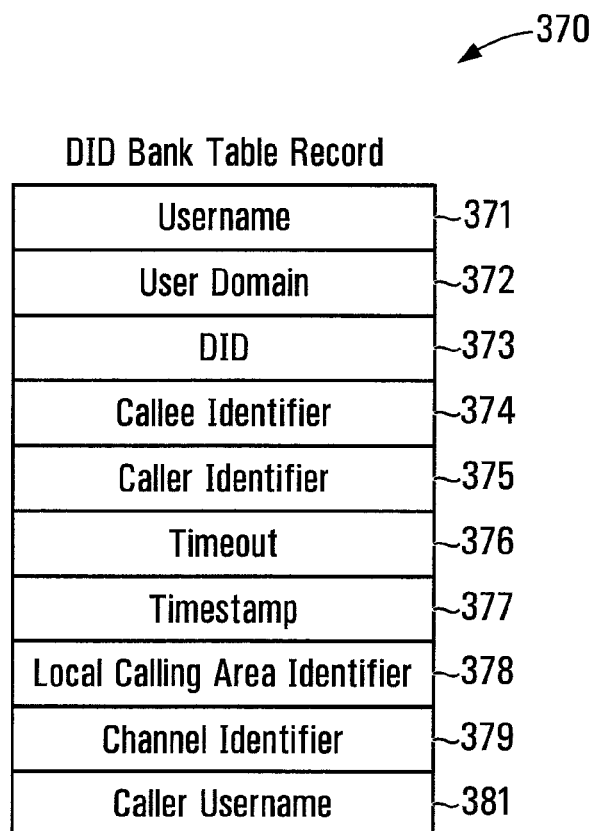 370
DID Bank Table Record
Username 371
User Domain 372
DID 373
Callee Identifier 374
Caller Identifier 375
Timeout 376
Timestamp 377
Local Calling Area Identifier 378
Channel Identifier 379
Caller Username 381